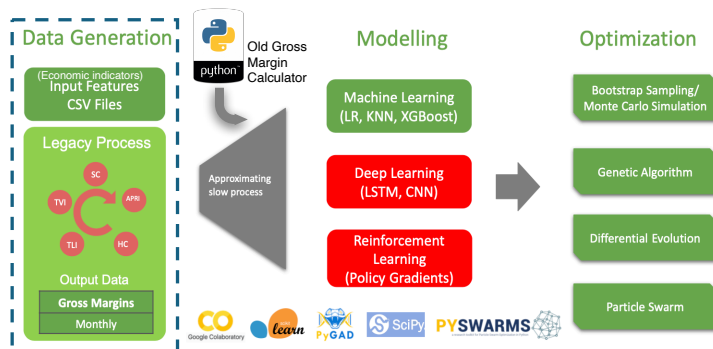 Data Generation
(Economic indicators)
Input Features
CSV Files
Legacy Process
SC
TVI
APRI
TLI
HC
Output Data
Gross Margins
Monthly
python
Old Gross
Margin
Calculator
Approximating
slow process
Modelling
Machine Learning
(LR, KNN, XGBoost)
Deep Learning
(LSTM, CNN)
Reinforcement
Learning
(Policy Gradients)
Optimization
Bootstrap Sampling/
Monte Carlo Simulation
Genetic Algorithm
Differential Evolution
Particle Swarm
Google Colaboratory
learn
PyGAD
SciPy
PYSWARMS